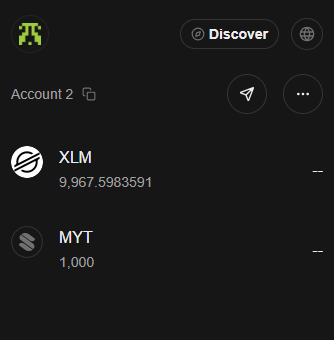 Discover
Account 2
XLM
9,967.5983591
--
MYT
1,000
--